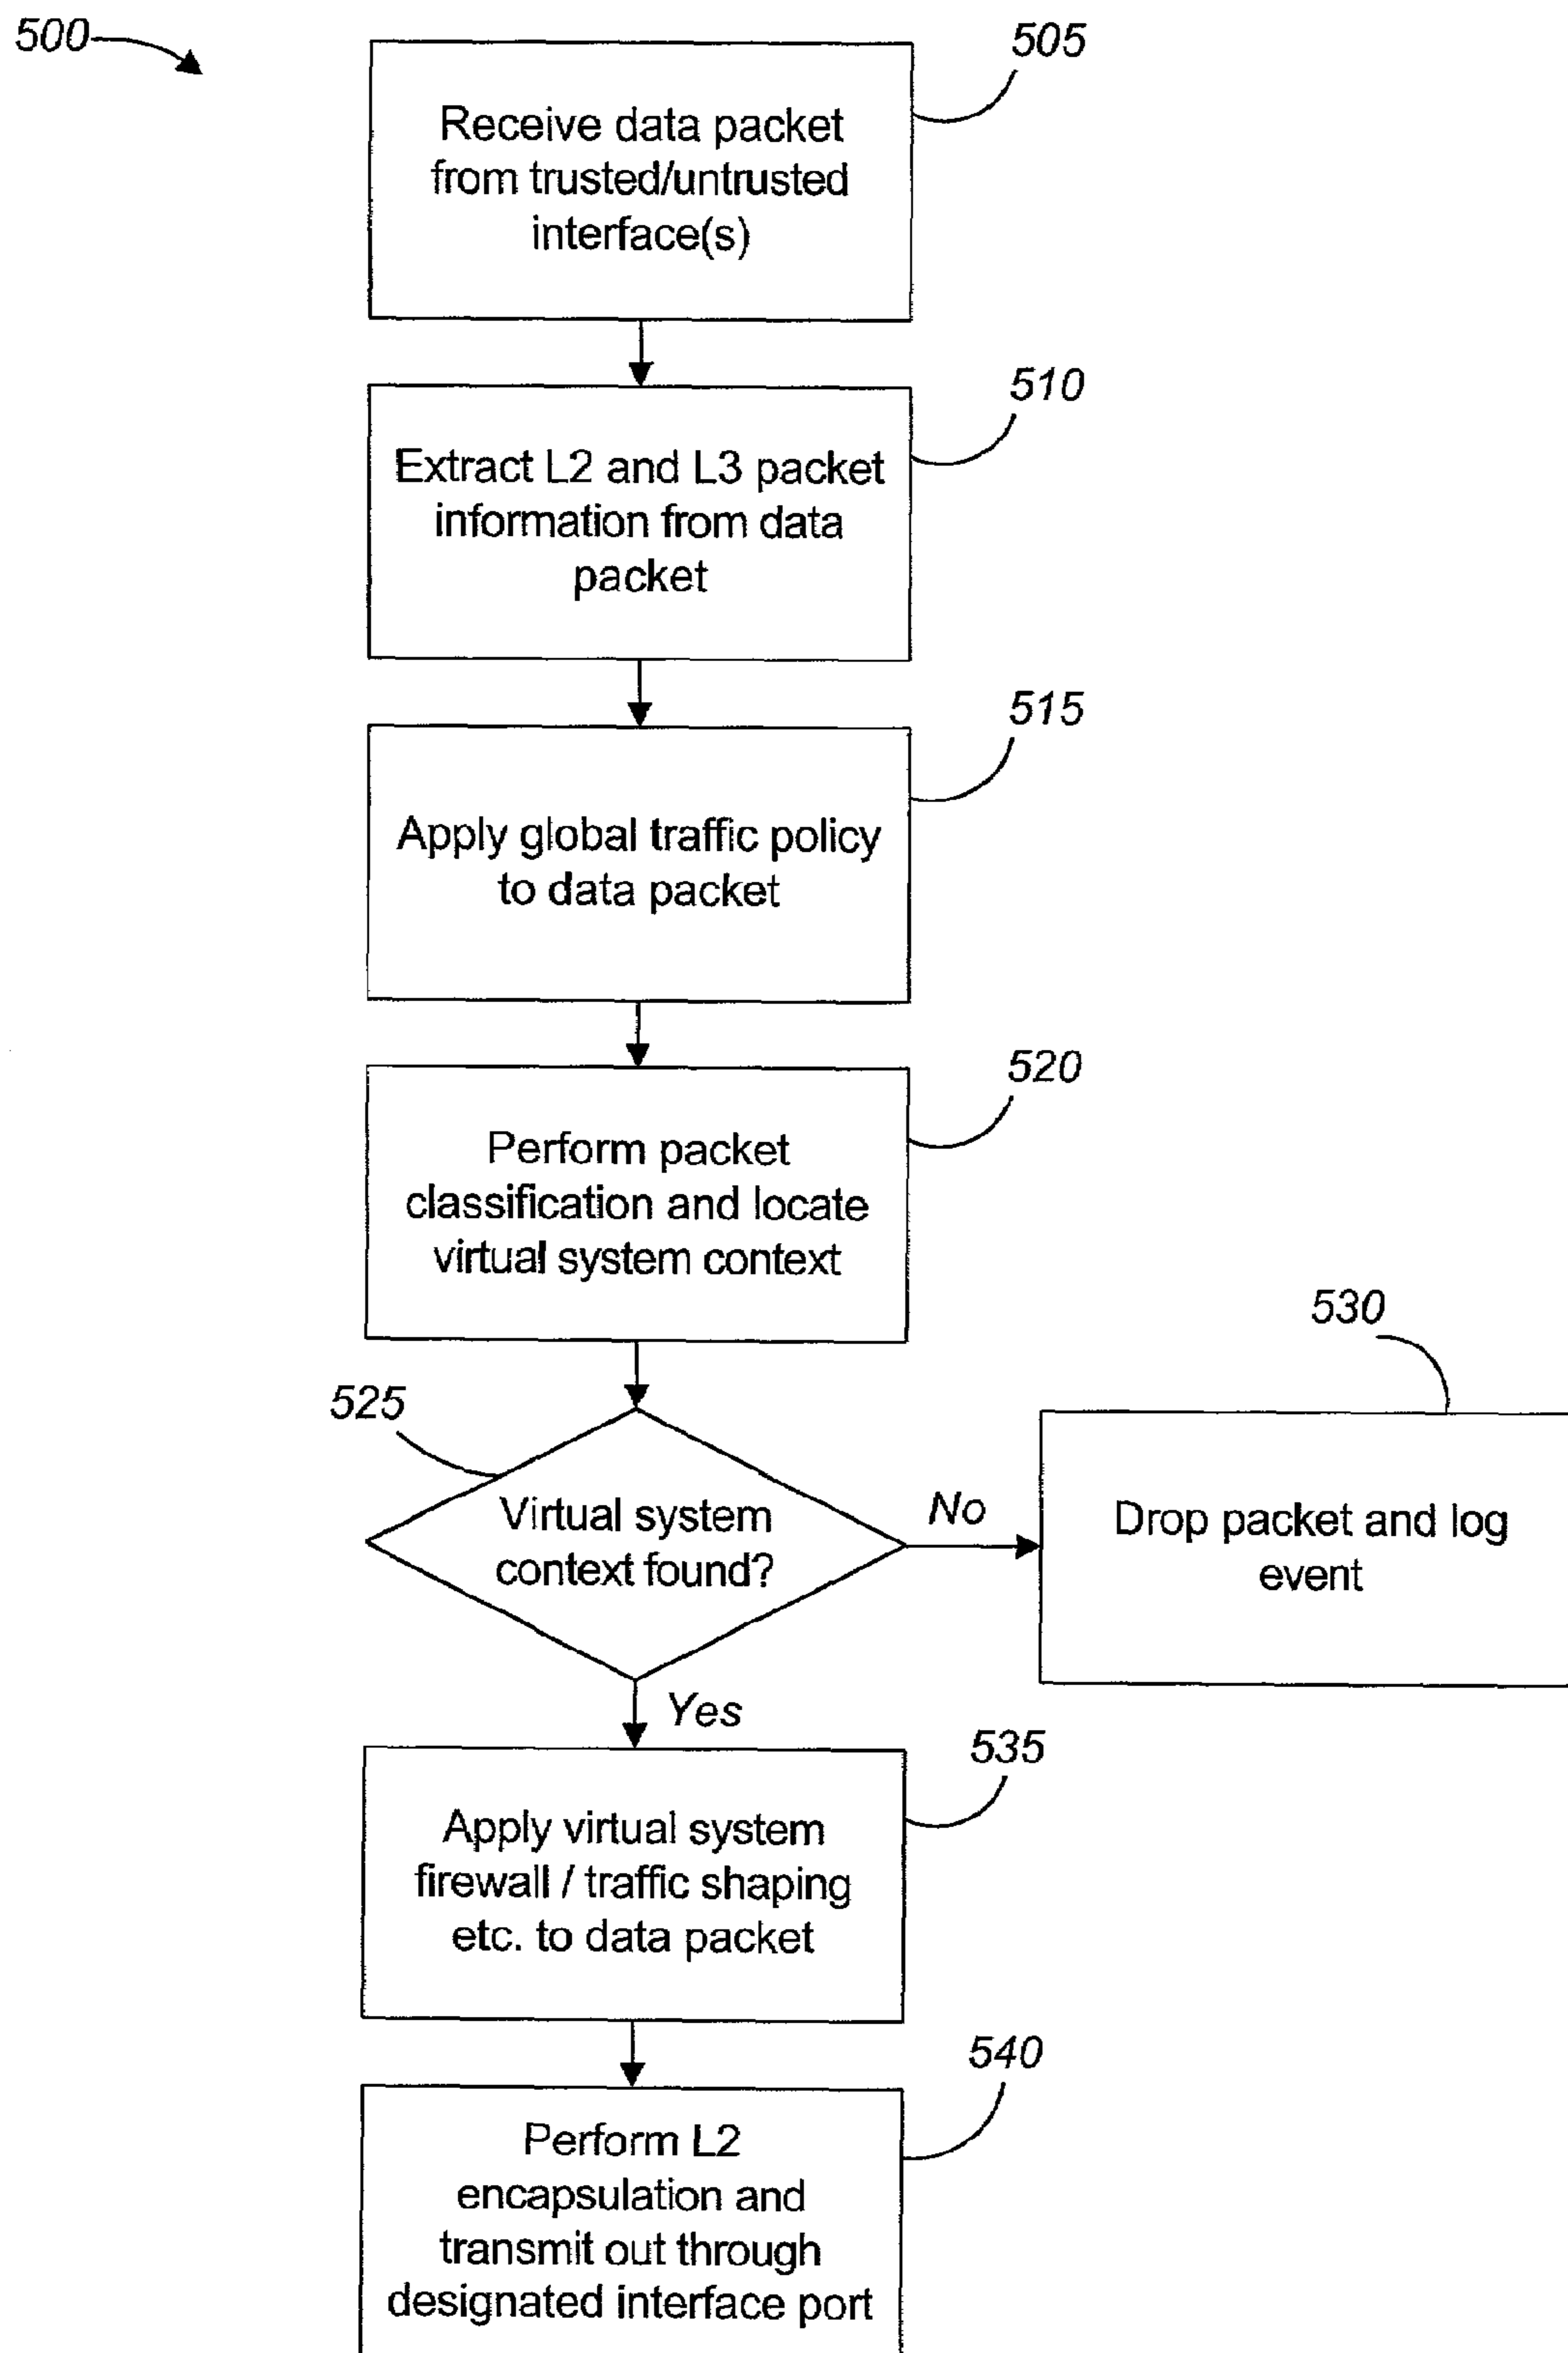 500
505
Receive data packet
from trusted/untrusted
interface(s)
510
Extract L2 and L3 packet
information from data
packet
515
Apply global traffic policy
to data packet
520
Perform packet
classification and locate
virtual system context
525
Virtual system
context found?
No
530
Drop packet and log
event
Yes
535
Apply virtual system
firewall / traffic shaping
etc. to data packet
540
Perform L2
encapsulation and
transmit out through
designated interface port